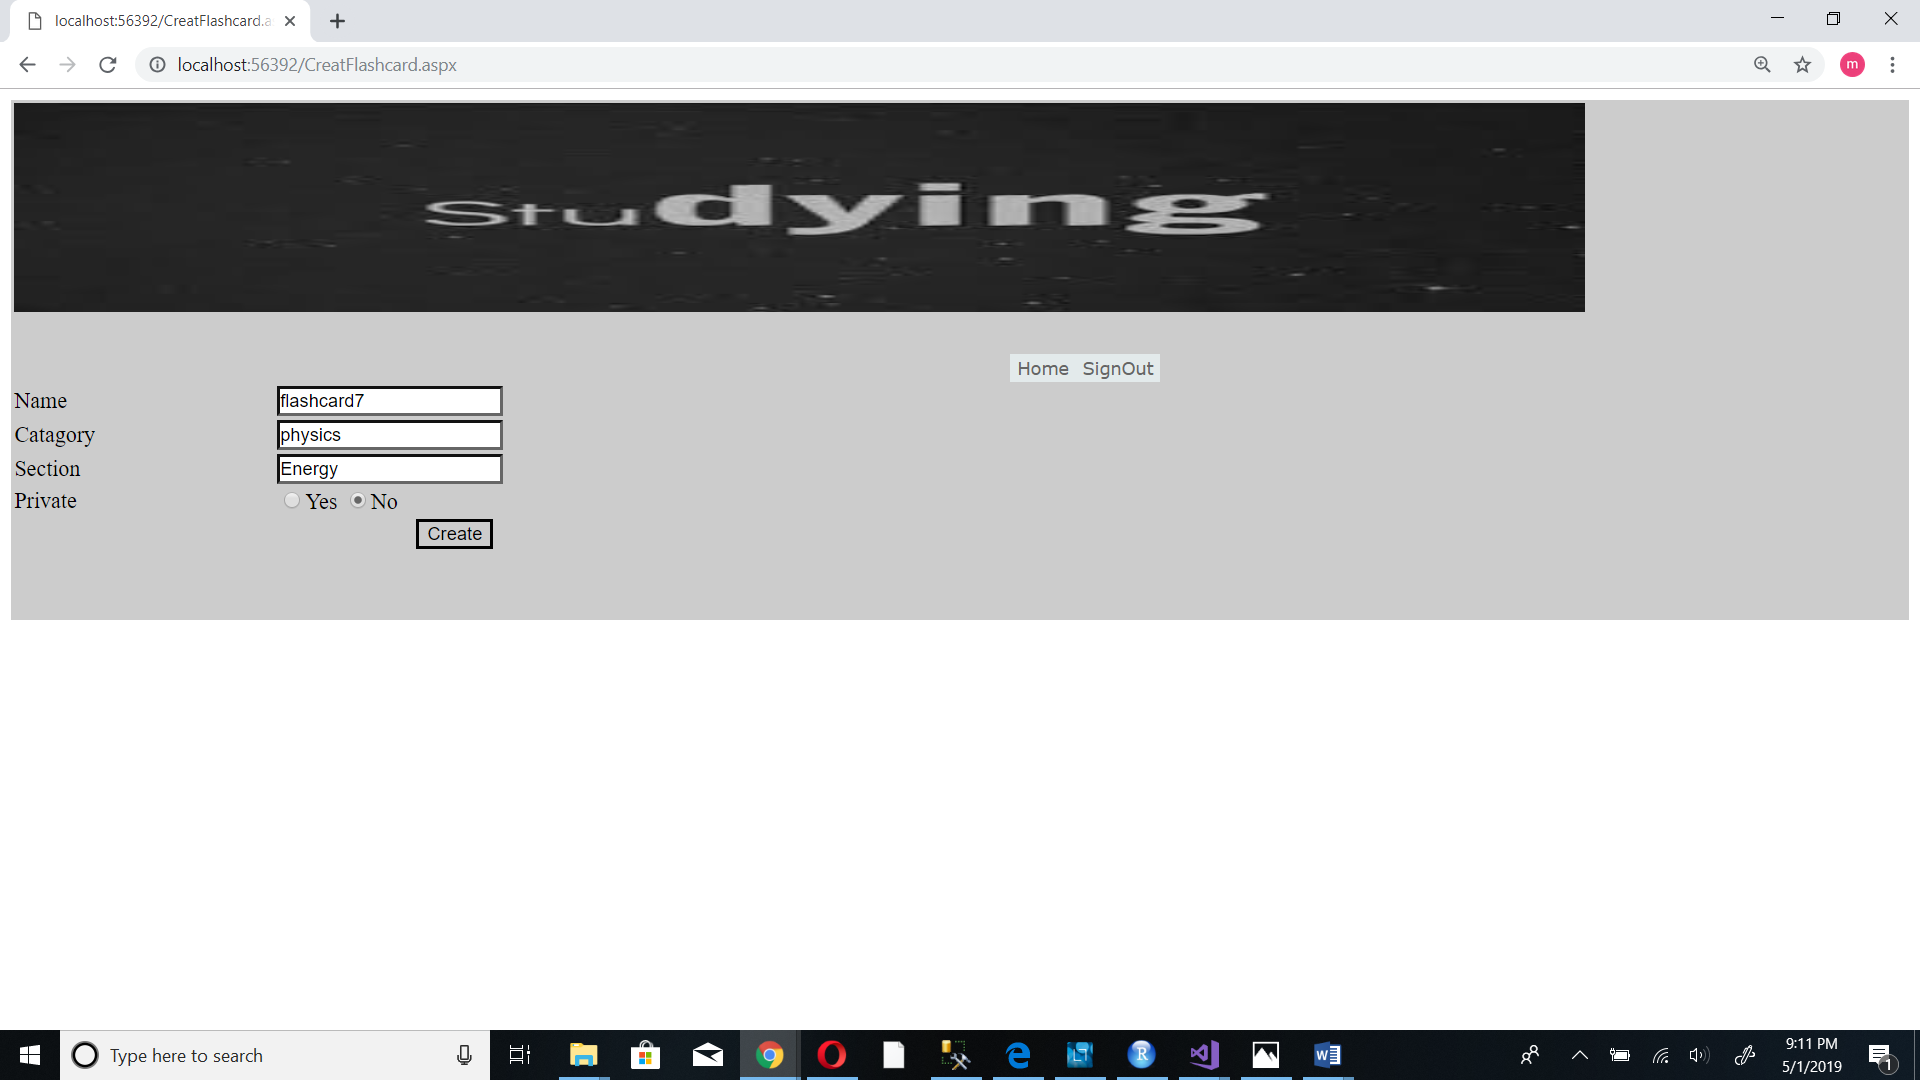 localhost:56392/CreatFlashcard.a
localhost:56392/CreatFlashcard.aspx
m
Studying
Home SignOut
Name flashcard7
Catagory physics
Section Energy
Private Yes No
Create
Type here to search
9:11 PM
5/1/2019
1